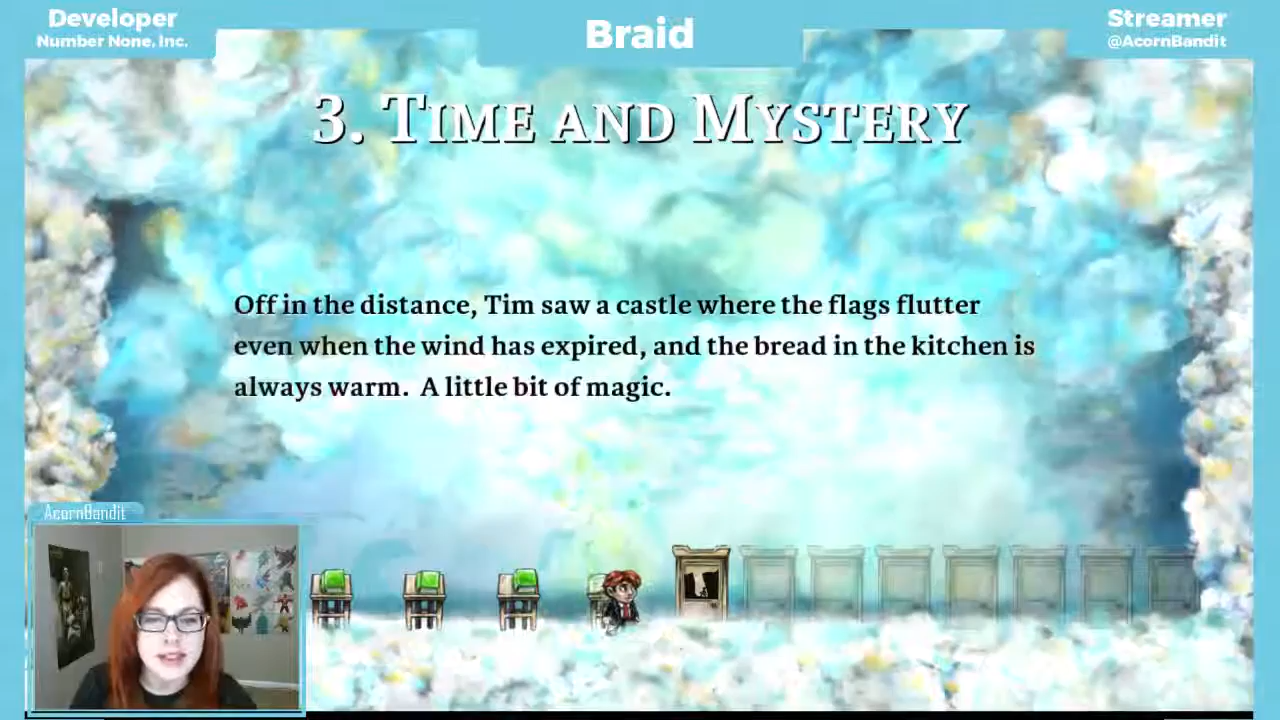 Developer
Number None, Inc.
Braid
Streamer
@AcornBandit
3. Time and Mystery
Off in the distance, Tim saw a castle where the flags flutter
even when the wind has expired, and the bread in the kitchen is
always warm.  A little bit of magic.
AcornBandit